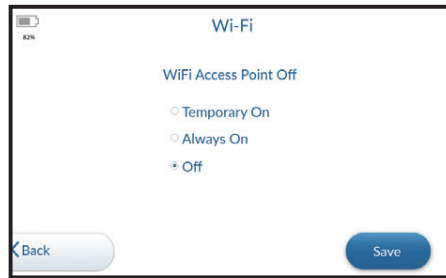 Wi-Fi
82%
WiFi Access Point Off
Temporary On
Always On
Off
Back
Save